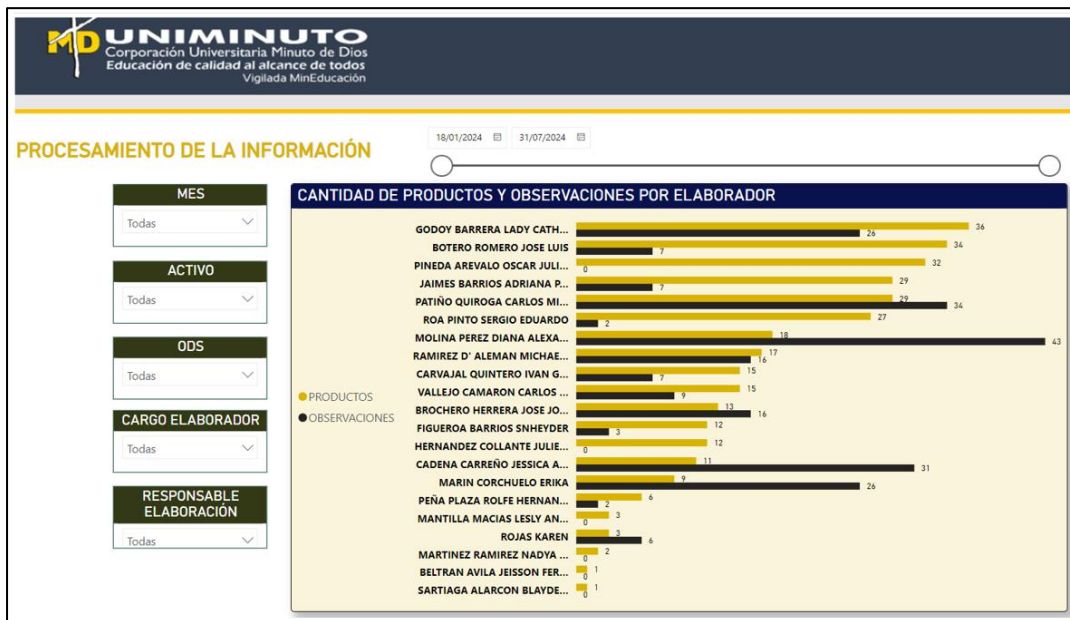 MD UNIMINUTO
Corporación Universitaria Minuto de Dios
Educación de calidad al alcance de todos
Vigilada MinEducación
PROCESAMIENTO DE LA INFORMACIÓN
18/01/2024 31/07/2024
MES
Todas
ACTIVO
Todas
ODS
Todas
CARGO ELABORADOR
Todas
RESPONSABLE
ELABORACIÓN
Todas
CANTIDAD DE PRODUCTOS Y OBSERVACIONES POR ELABORADOR
PRODUCTOS
OBSERVACIONES
GODOY BARRERA LADY CATH... 36 26
BOTERO ROMERO JOSE LUIS 34 7
PINEDA AREVALO OSCAR JULI... 32 0
JAIMES BARRIOS ADRIANA P... 29 7
PATIÑO QUIROGA CARLOS MI... 29 34
ROA PINTO SERGIO EDUARDO 27 2
MOLINA PEREZ DIANA ALEXA... 18 43
RAMIREZ D' ALEMAN MICHAE... 17 16
CARVAJAL QUINTERO IVAN G... 15 7
VALLEJO CAMARON CARLOS ... 15 9
BROCHERO HERRERA JOSE JO... 13 16
FIGUEROA BARRIOS SNHEYDER 12 3
HERNANDEZ COLLANTE JULIE... 12 0
CADENA CARREÑO JESSICA A... 11 31
MARIN CORCHUELO ERIKA 9 26
PEÑA PLAZA ROLFE HERNAN... 6 2
MANTILLA MACIAS LESLY AN... 3 0
ROJAS KAREN 3 6
MARTINEZ RAMIREZ NADYA ... 2 0
BELTRAN AVILA JEISSON FER... 1 0
SARTIAGA ALARCON BLAYDE... 1 0